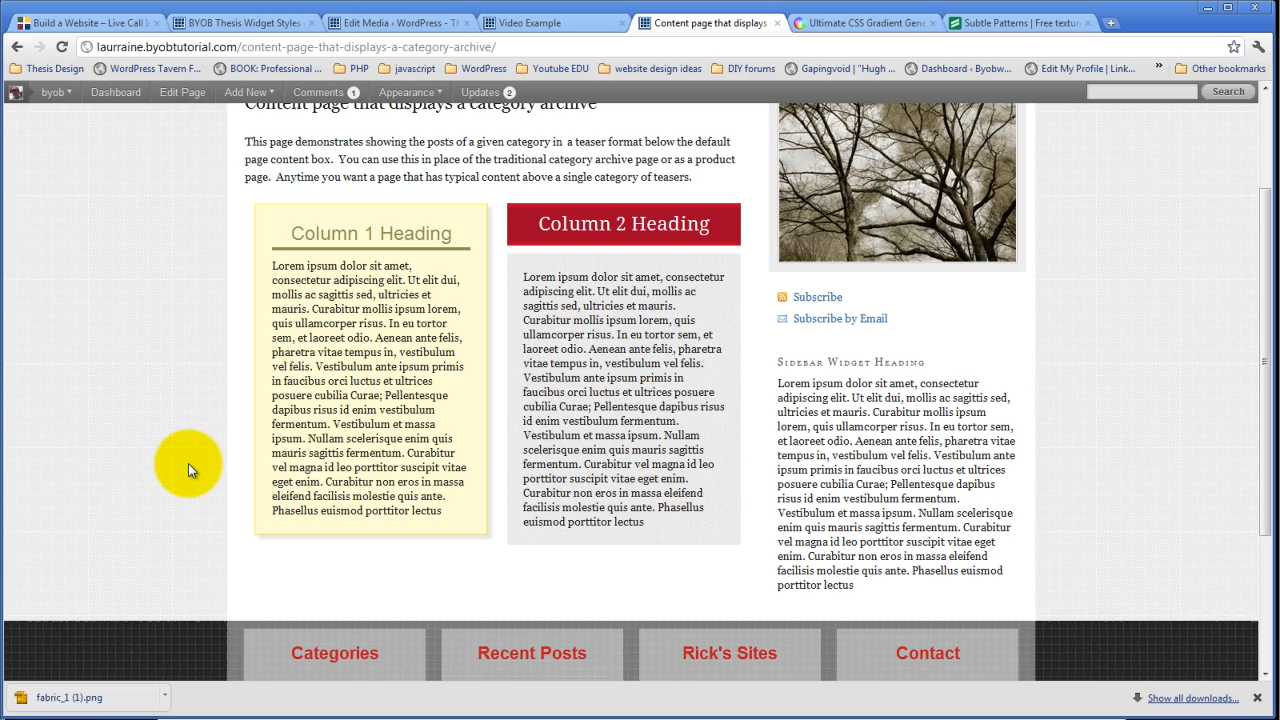 Build a Website – Live Call I
BYOB Thesis Widget Styles
Edit Media ‹ WordPress - Th
Video Example
Content page that displays
Ultimate CSS Gradient Gene
Subtle Patterns | Free textur
laurraine.byobtutorial.com/content-page-that-displays-a-category-archive/
Thesis Design
WordPress Tavern F...
BOOK: Professional ...
PHP
javascript
WordPress
Youtube EDU
website design ideas
DIY forums
Gapingvoid | "Hugh ...
Dashboard ‹ Byobw...
Edit My Profile | Link...
»
Other bookmarks
byob
Dashboard
Edit Page
Add New
Comments 1
Appearance
Updates 2
Search
Content page that displays a category archive
This page demonstrates showing the posts of a given category in a teaser format below the default
page content box. You can use this in place of the traditional category archive page or as a product
page. Anytime you want a page that has typical content above a single category of teasers.
Column 1 Heading
Lorem ipsum dolor sit amet,
consectetur adipiscing elit. Ut elit dui,
mollis ac sagittis sed, ultricies et
mauris. Curabitur mollis ipsum lorem,
quis ullamcorper risus. In eu tortor
sem, et laoreet odio. Aenean ante felis,
pharetra vitae tempus in, vestibulum
vel felis. Vestibulum ante ipsum primis
in faucibus orci luctus et ultrices
posuere cubilia Curae; Pellentesque
dapibus risus id enim vestibulum
fermentum. Vestibulum et massa
ipsum. Nullam scelerisque enim quis
mauris sagittis fermentum. Curabitur
vel magna id leo porttitor suscipit vitae
eget enim. Curabitur non eros in massa
eleifend facilisis molestie quis ante.
Phasellus euismod porttitor lectus
Column 2 Heading
Lorem ipsum dolor sit amet, consectetur
adipiscing elit. Ut elit dui, mollis ac
sagittis sed, ultricies et mauris.
Curabitur mollis ipsum lorem, quis
ullamcorper risus. In eu tortor sem, et
laoreet odio. Aenean ante felis, pharetra
vitae tempus in, vestibulum vel felis.
Vestibulum ante ipsum primis in
faucibus orci luctus et ultrices posuere
cubilia Curae; Pellentesque dapibus risus
id enim vestibulum fermentum.
Vestibulum et massa ipsum. Nullam
scelerisque enim quis mauris sagittis
fermentum. Curabitur vel magna id leo
porttitor suscipit vitae eget enim.
Curabitur non eros in massa eleifend
facilisis molestie quis ante. Phasellus
euismod porttitor lectus
Subscribe
Subscribe by Email
Sidebar Widget Heading
Lorem ipsum dolor sit amet, consectetur
adipiscing elit. Ut elit dui, mollis ac sagittis sed,
ultricies et mauris. Curabitur mollis ipsum
lorem, quis ullamcorper risus. In eu tortor sem,
et laoreet odio. Aenean ante felis, pharetra vitae
tempus in, vestibulum vel felis. Vestibulum ante
ipsum primis in faucibus orci luctus et ultrices
posuere cubilia Curae; Pellentesque dapibus
risus id enim vestibulum fermentum.
Vestibulum et massa ipsum. Nullam scelerisque
enim quis mauris sagittis fermentum. Curabitur
vel magna id leo porttitor suscipit vitae eget
enim. Curabitur non eros in massa eleifend
facilisis molestie quis ante. Phasellus euismod
porttitor lectus
Categories
Recent Posts
Rick's Sites
Contact
fabric_1 (1).png
Show all downloads...